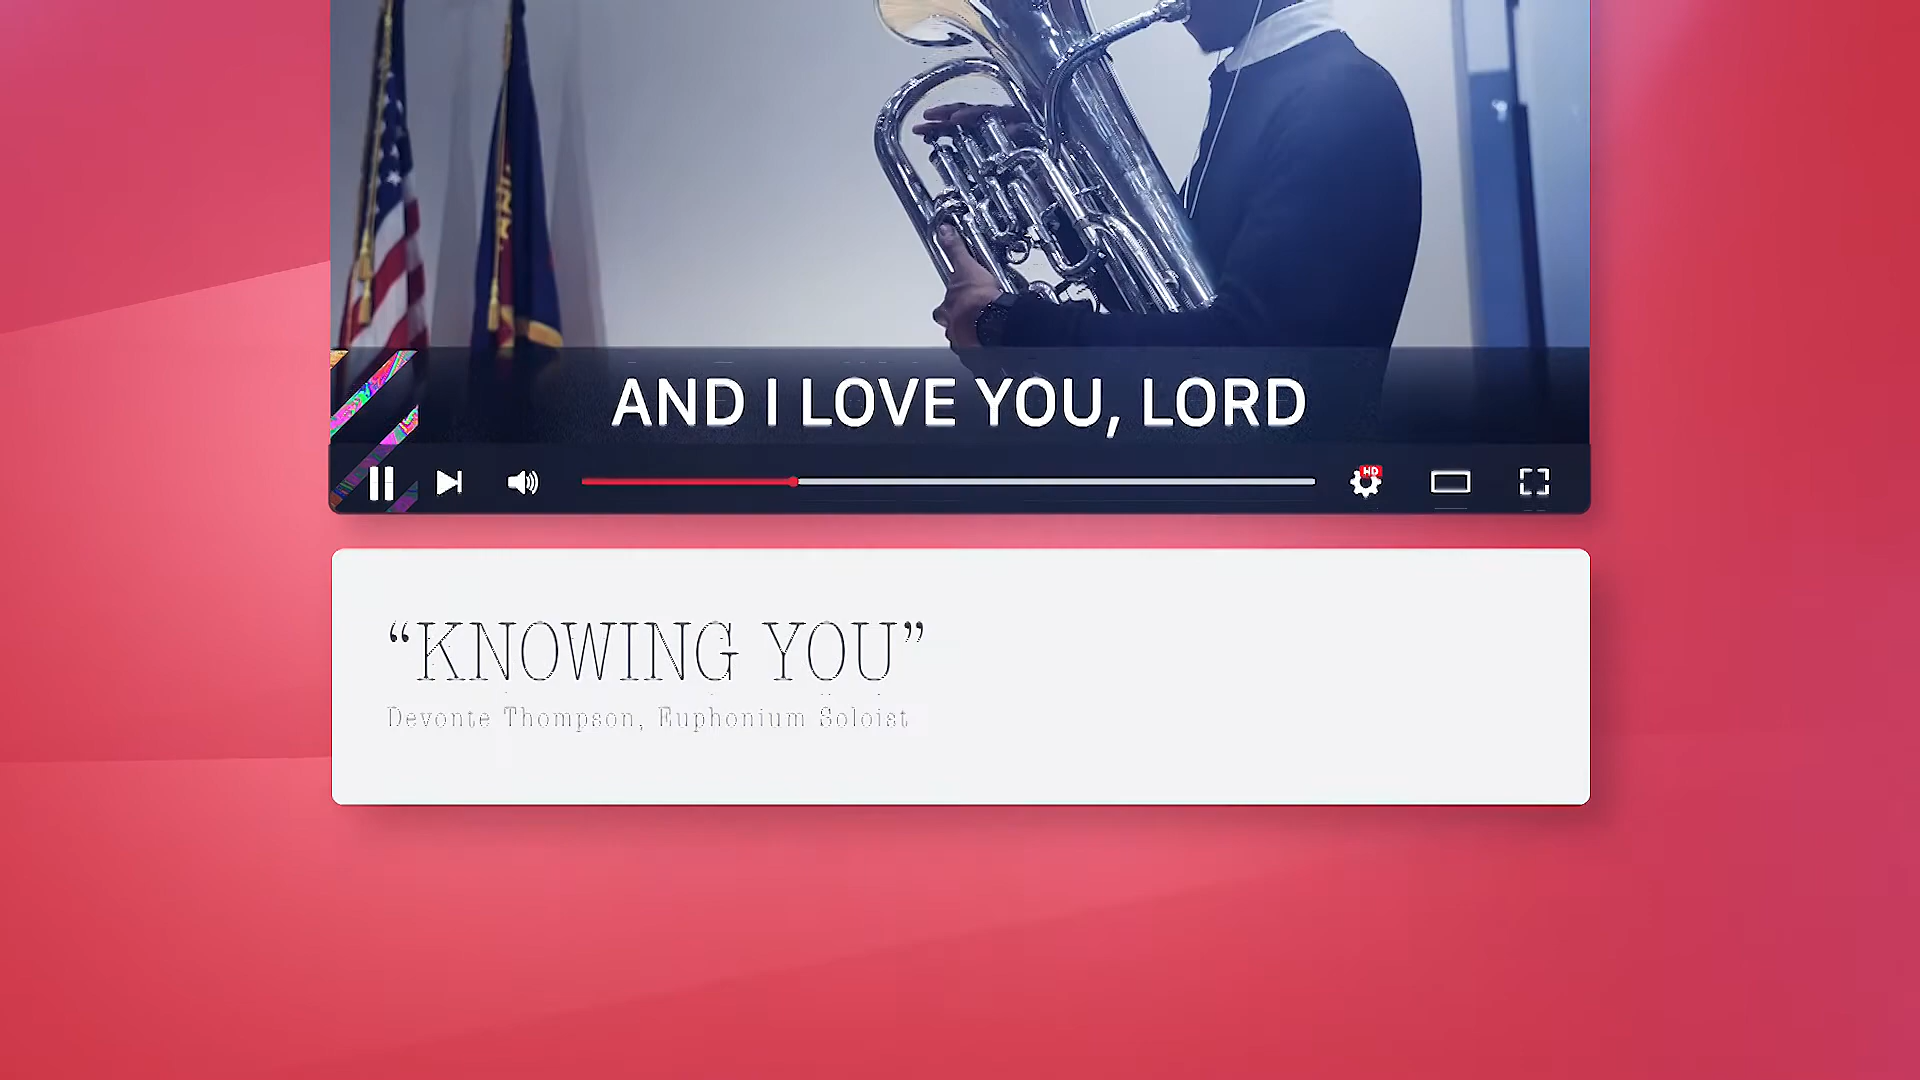 AND I LOVE YOU, LORD
HD
“KNOWING YOU”
Devonte Thompson, Euphonium Soloist